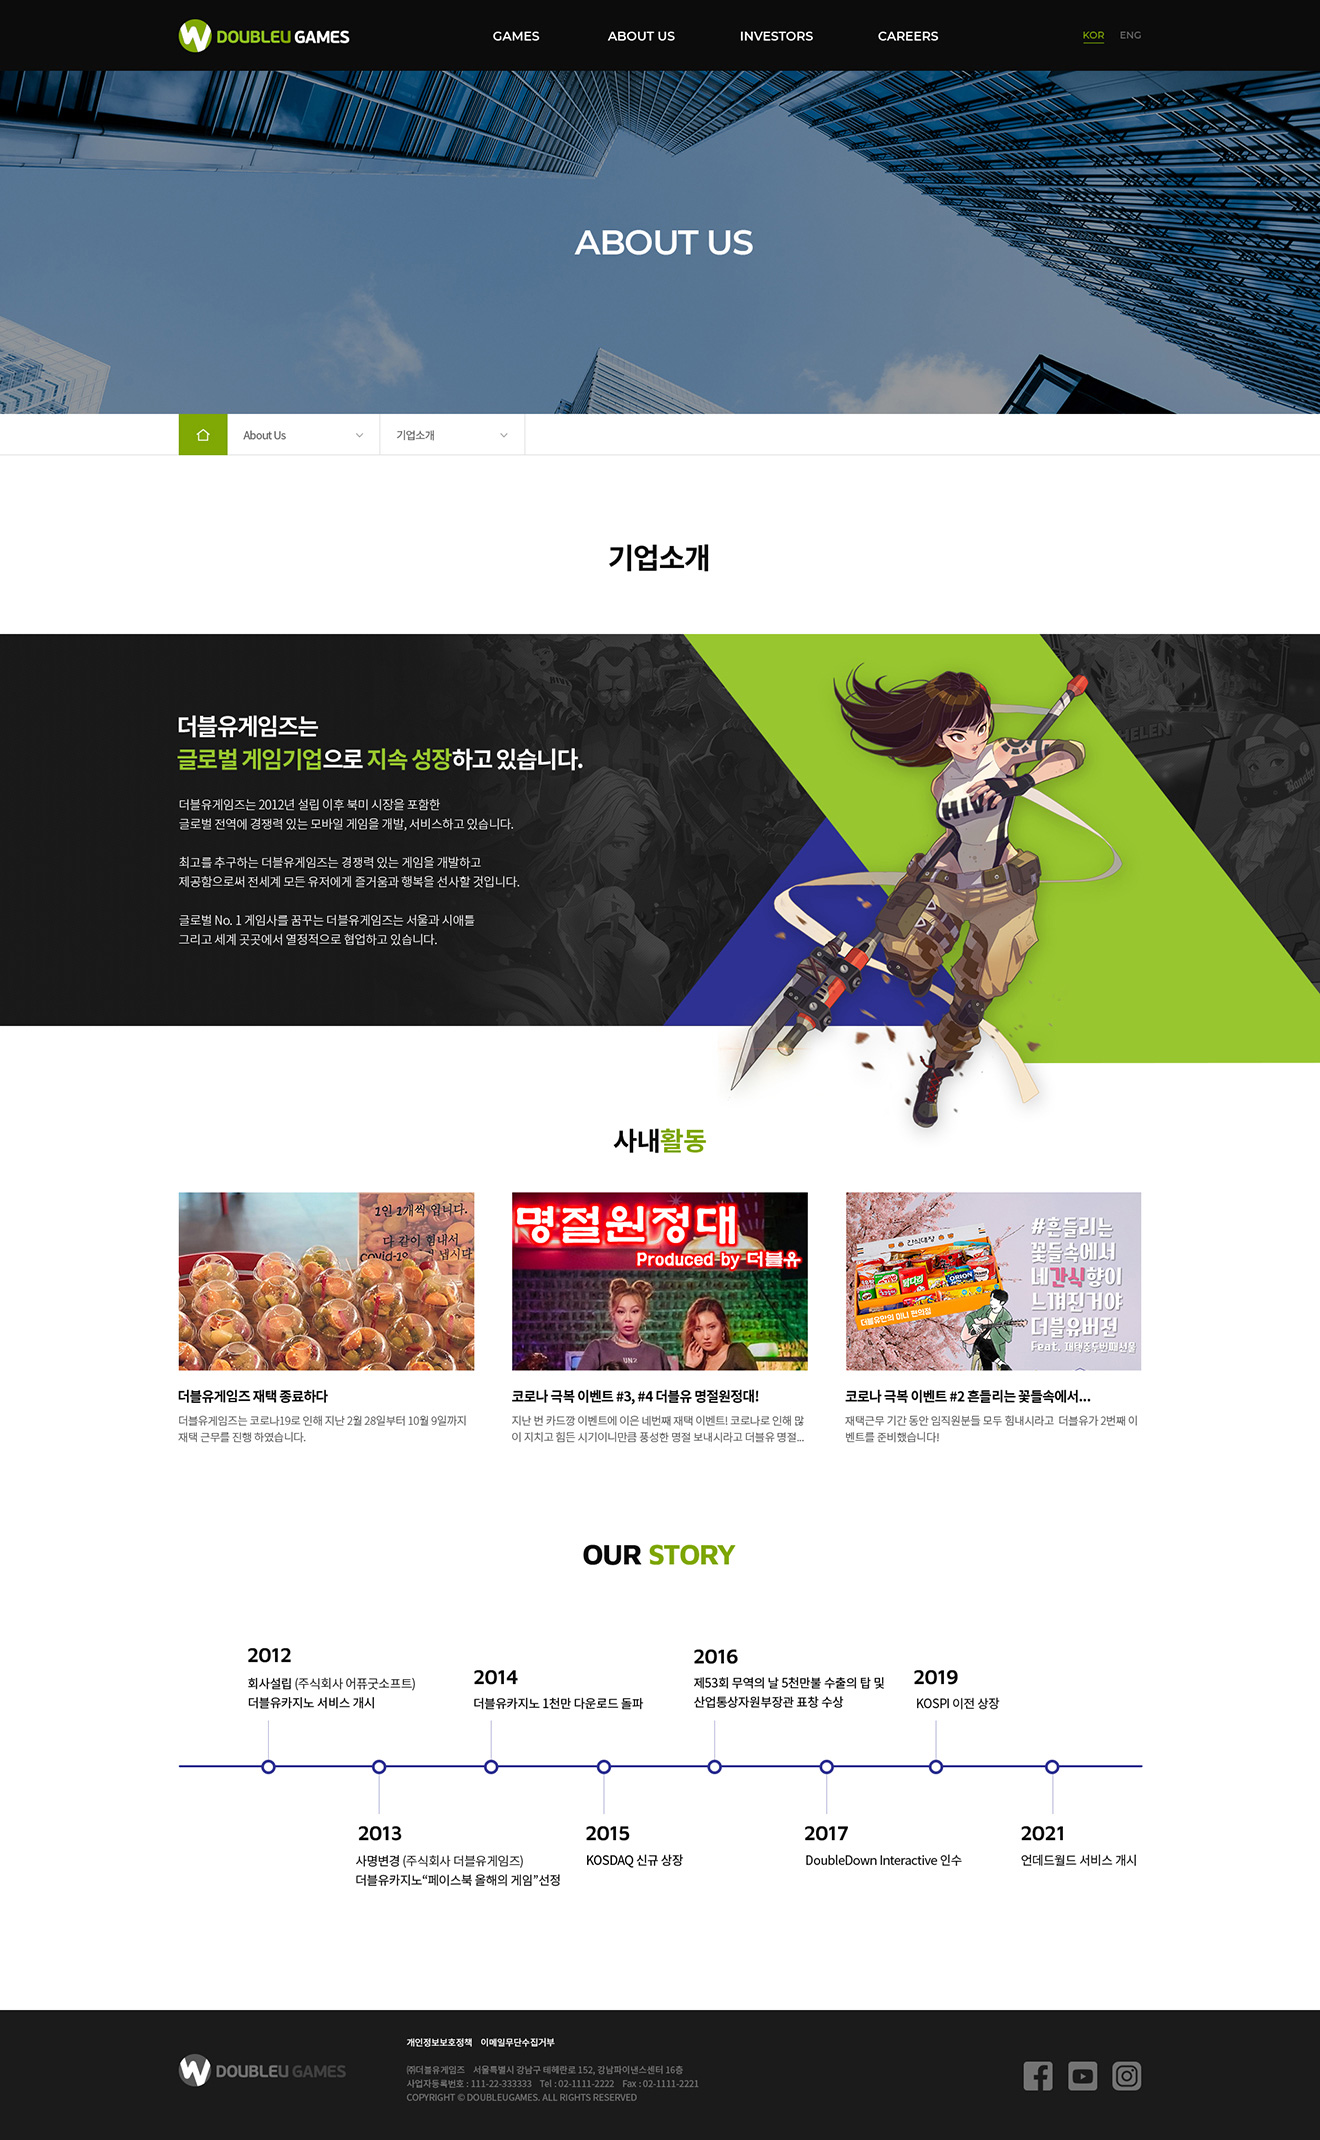 DOUBLEU GAMES
GAMES
ABOUT US
INVESTORS
CAREERS
KOR
ENG
ABOUT US
About Us
기업소개
기업소개
더블유게임즈는
글로벌 게임기업으로 지속 성장하고 있습니다.
더블유게임즈는 2012년 설립 이후 북미 시장을 포함한
글로벌 전역에 경쟁력 있는 모바일 게임을 개발, 서비스하고 있습니다.
최고를 추구하는 더블유게임즈는 경쟁력 있는 게임을 개발하고
제공함으로써 전세계 모든 유저에게 즐거움과 행복을 선사할 것입니다.
글로벌 No. 1 게임사를 꿈꾸는 더블유게임즈는 서울과 시애틀
그리고 세계 곳곳에서 열정적으로 협업하고 있습니다.
HIVE
HELEN
사내활동
1인 1개씩 입니다.
다 같이 힘내서
명절원정대
Produced by 더블유
간식대장
ORION
더블유인의 미니 편의점
#흔들리는
꽃들속에서
네간식향이
느껴진거야
더블유버전
Feat. 재택중두번째선물
더블유게임즈 재택 종료하다
더블유게임즈는 코로나19로 인해 지난 2월 28일부터 10월 9일까지
재택 근무를 진행 하였습니다.
코로나 극복 이벤트 #3, #4 더블유 명절원정대!
지난 번 카드깡 이벤트에 이은 네번째 재택 이벤트! 코로나로 인해 많
이 지치고 힘든 시기이니만큼 풍성한 명절 보내시라고 더블유 명절...
코로나 극복 이벤트 #2 흔들리는 꽃들속에서...
재택근무 기간 동안 임직원분들 모두 힘내시라고 더블유가 2번째 이
벤트를 준비했습니다!
OUR STORY
2012
회사설립 (주식회사 어퓨굿소프트)
더블유카지노 서비스 개시
2014
더블유카지노 1천만 다운로드 돌파
2016
제53회 무역의 날 5천만불 수출의 탑 및
산업통상자원부장관 표창 수상
2019
KOSPI 이전 상장
2013
사명변경 (주식회사 더블유게임즈)
더블유카지노“페이스북 올해의 게임”선정
2015
KOSDAQ 신규 상장
2017
DoubleDown Interactive 인수
2021
언데드월드 서비스 개시
DOUBLEU GAMES
개인정보보호정책 이메일무단수집거부
㈜더블유게임즈 서울특별시 강남구 테헤란로 152, 강남파이낸스센터 16층
사업자등록번호 : 111-22-333333 Tel : 02-1111-2222 Fax : 02-1111-2221
COPYRIGHT © DOUBLEUGAMES. ALL RIGHTS RESERVED